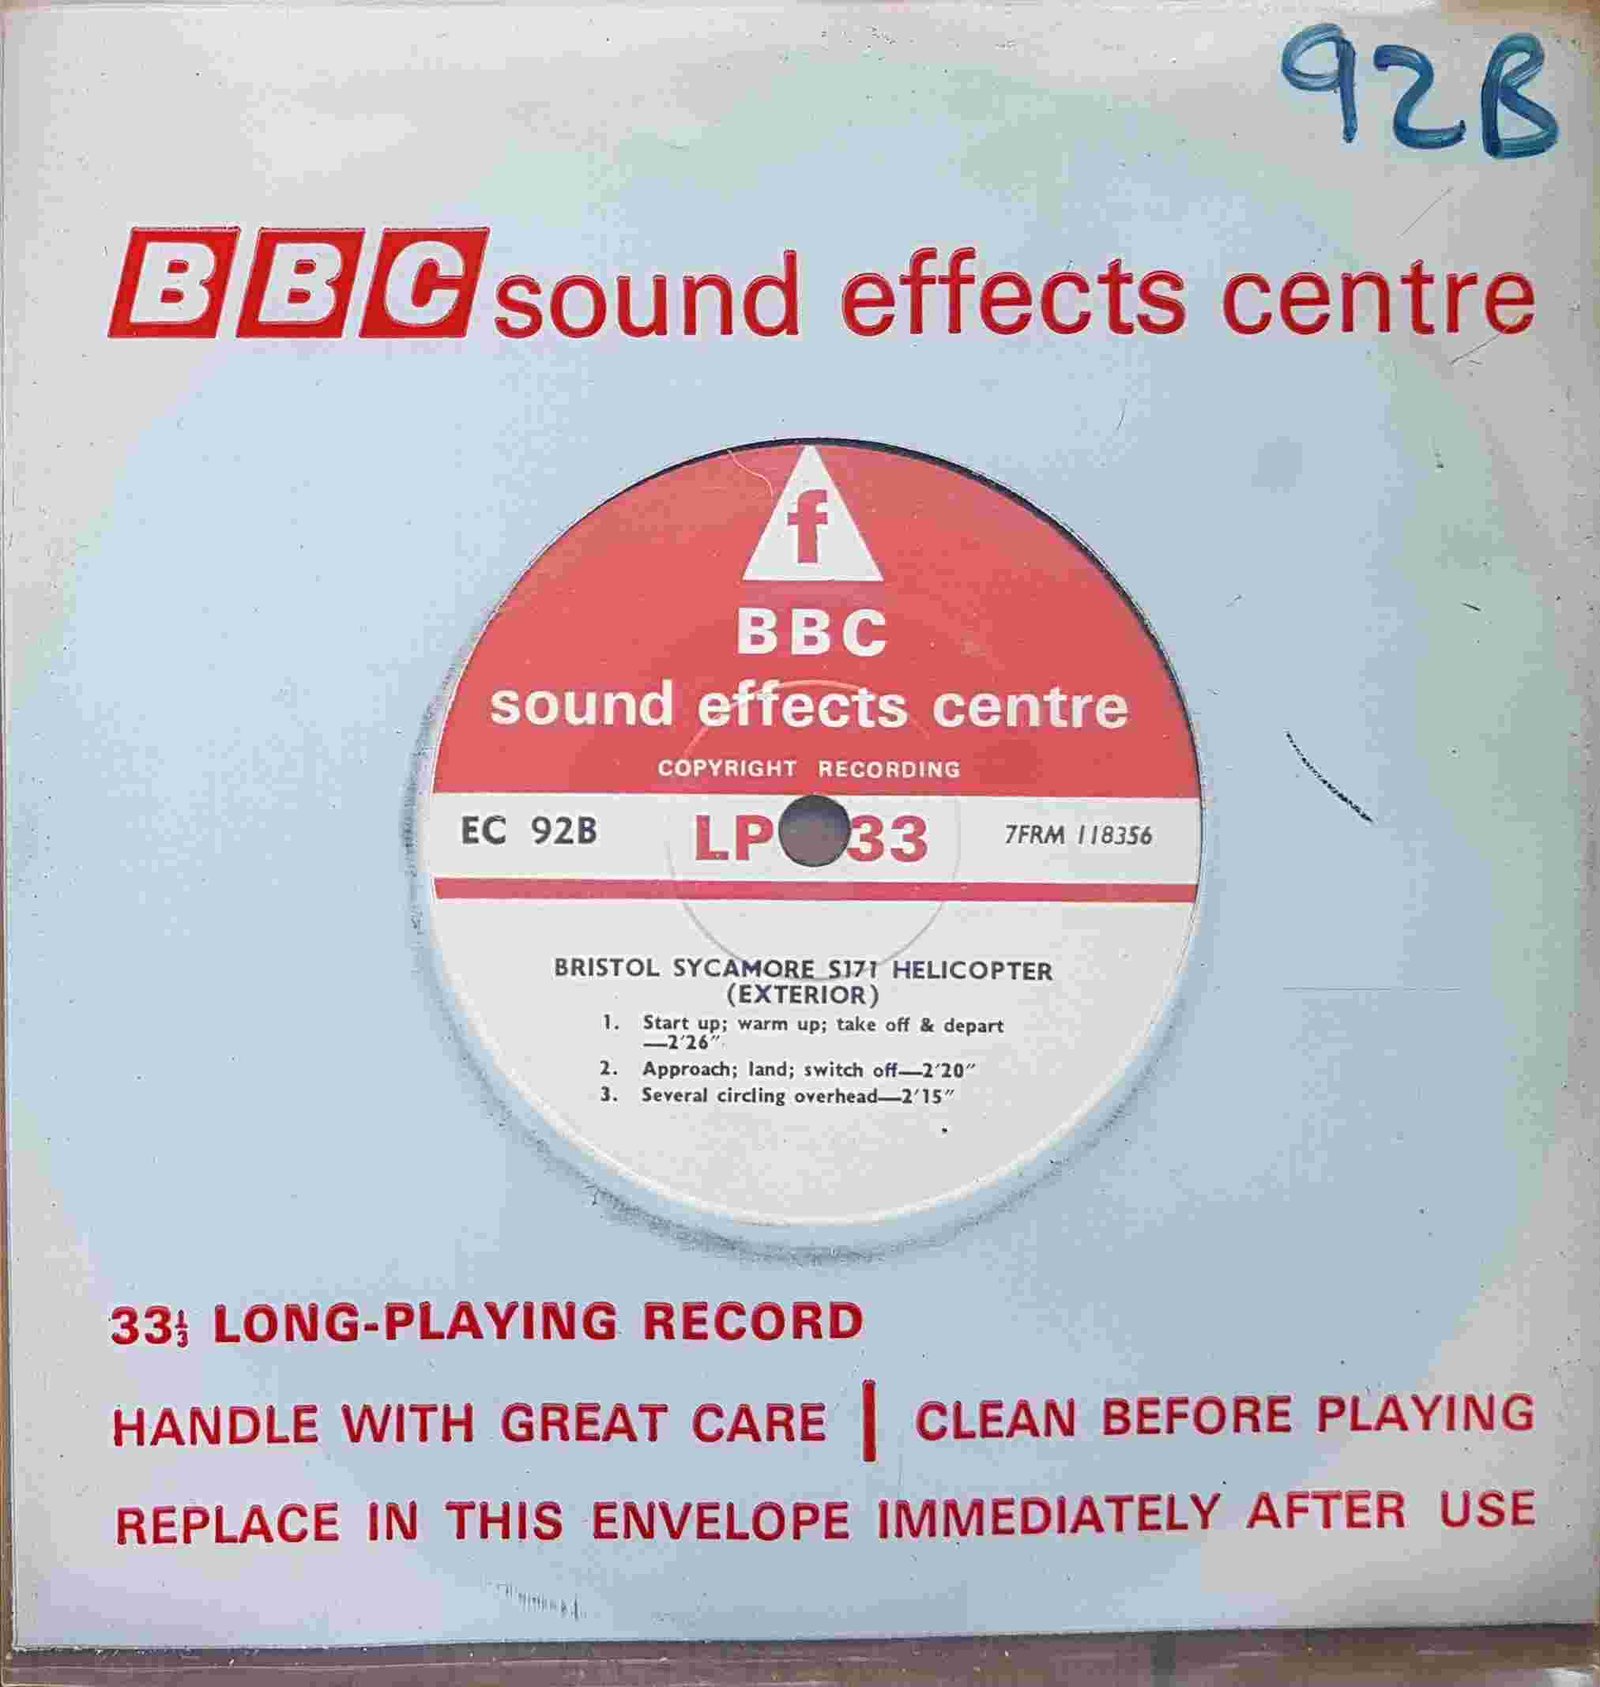 92B
BBC sound effects centre
f
BBC
sound effects centre
COPYRIGHT RECORDING
EC 92B LP 33 7FRM 118356
BRISTOL SYCAMORE S171 HELICOPTER
(EXTERIOR)
1. Start up; warm up; take off & depart
—2'26"
2. Approach; land; switch off—2'20"
3. Several circling overhead—2'15"
33⅓ LONG-PLAYING RECORD
HANDLE WITH GREAT CARE | CLEAN BEFORE PLAYING
REPLACE IN THIS ENVELOPE IMMEDIATELY AFTER USE